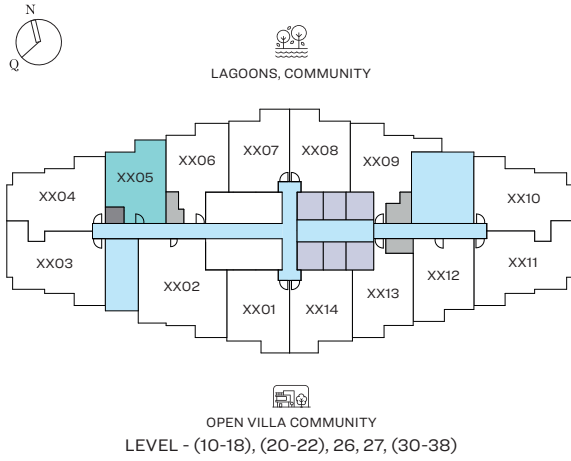 N
Q
LAGOONS, COMMUNITY
XX07 XX08
XX06 XX09
XX05
XX04 XX10
XX03 XX11
XX02 XX12
XX13
XX01 XX14
OPEN VILLA COMMUNITY
LEVEL - (10-18), (20-22), 26, 27, (30-38)